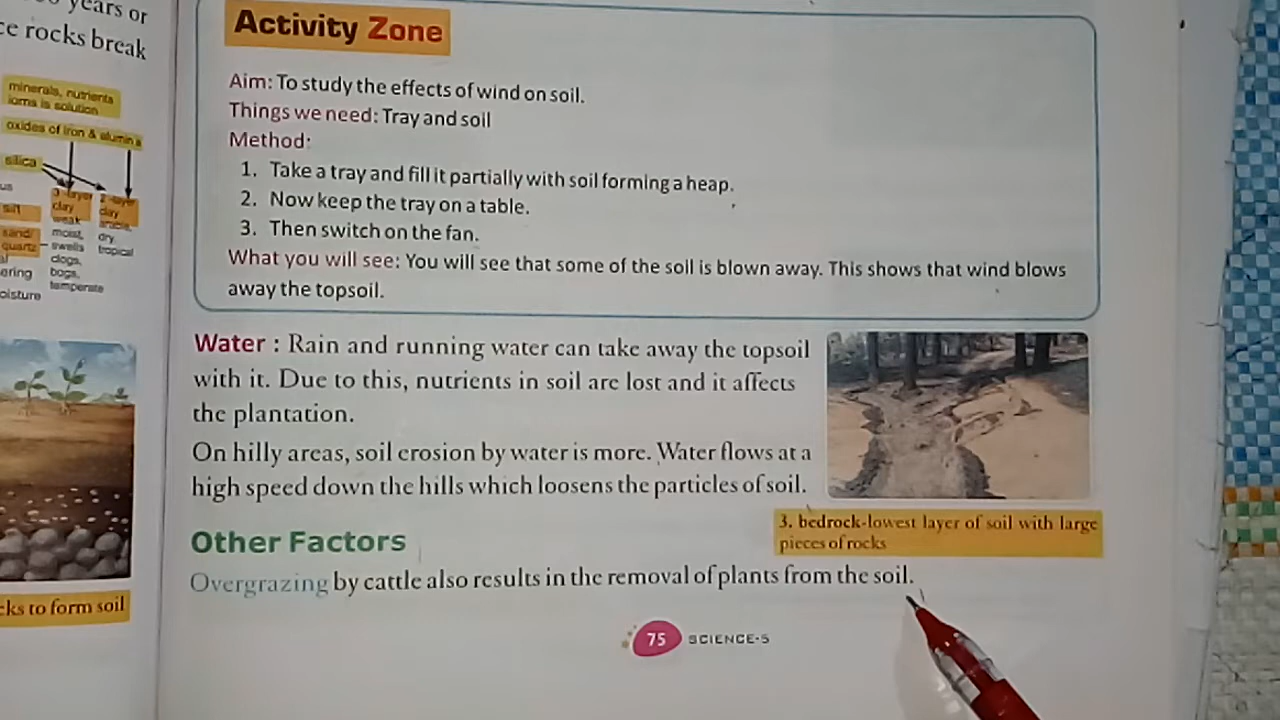 years or
ce rocks break
minerals, nutrients
ioms is solution
oxides of iron & alumina
silica
us
silt
sand/
quartz
ering
oisture
3-layer
clay
weak
moist,
swells
clogs,
bogs,
temperate
2-layer
clay
dry,
tropical
cks to form soil
Activity Zone
Aim: To study the effects of wind on soil.
Things we need: Tray and soil
Method:
1. Take a tray and fill it partially with soil forming a heap.
2. Now keep the tray on a table.
3. Then switch on the fan.
What you will see: You will see that some of the soil is blown away. This shows that wind blows
away the topsoil.
Water : Rain and running water can take away the topsoil
with it. Due to this, nutrients in soil are lost and it affects
the plantation.
On hilly areas, soil erosion by water is more. Water flows at a
high speed down the hills which loosens the particles of soil.
3. bedrock-lowest layer of soil with large
pieces of rocks
Other Factors
Overgrazing by cattle also results in the removal of plants from the soil.
75 SCIENCE-5